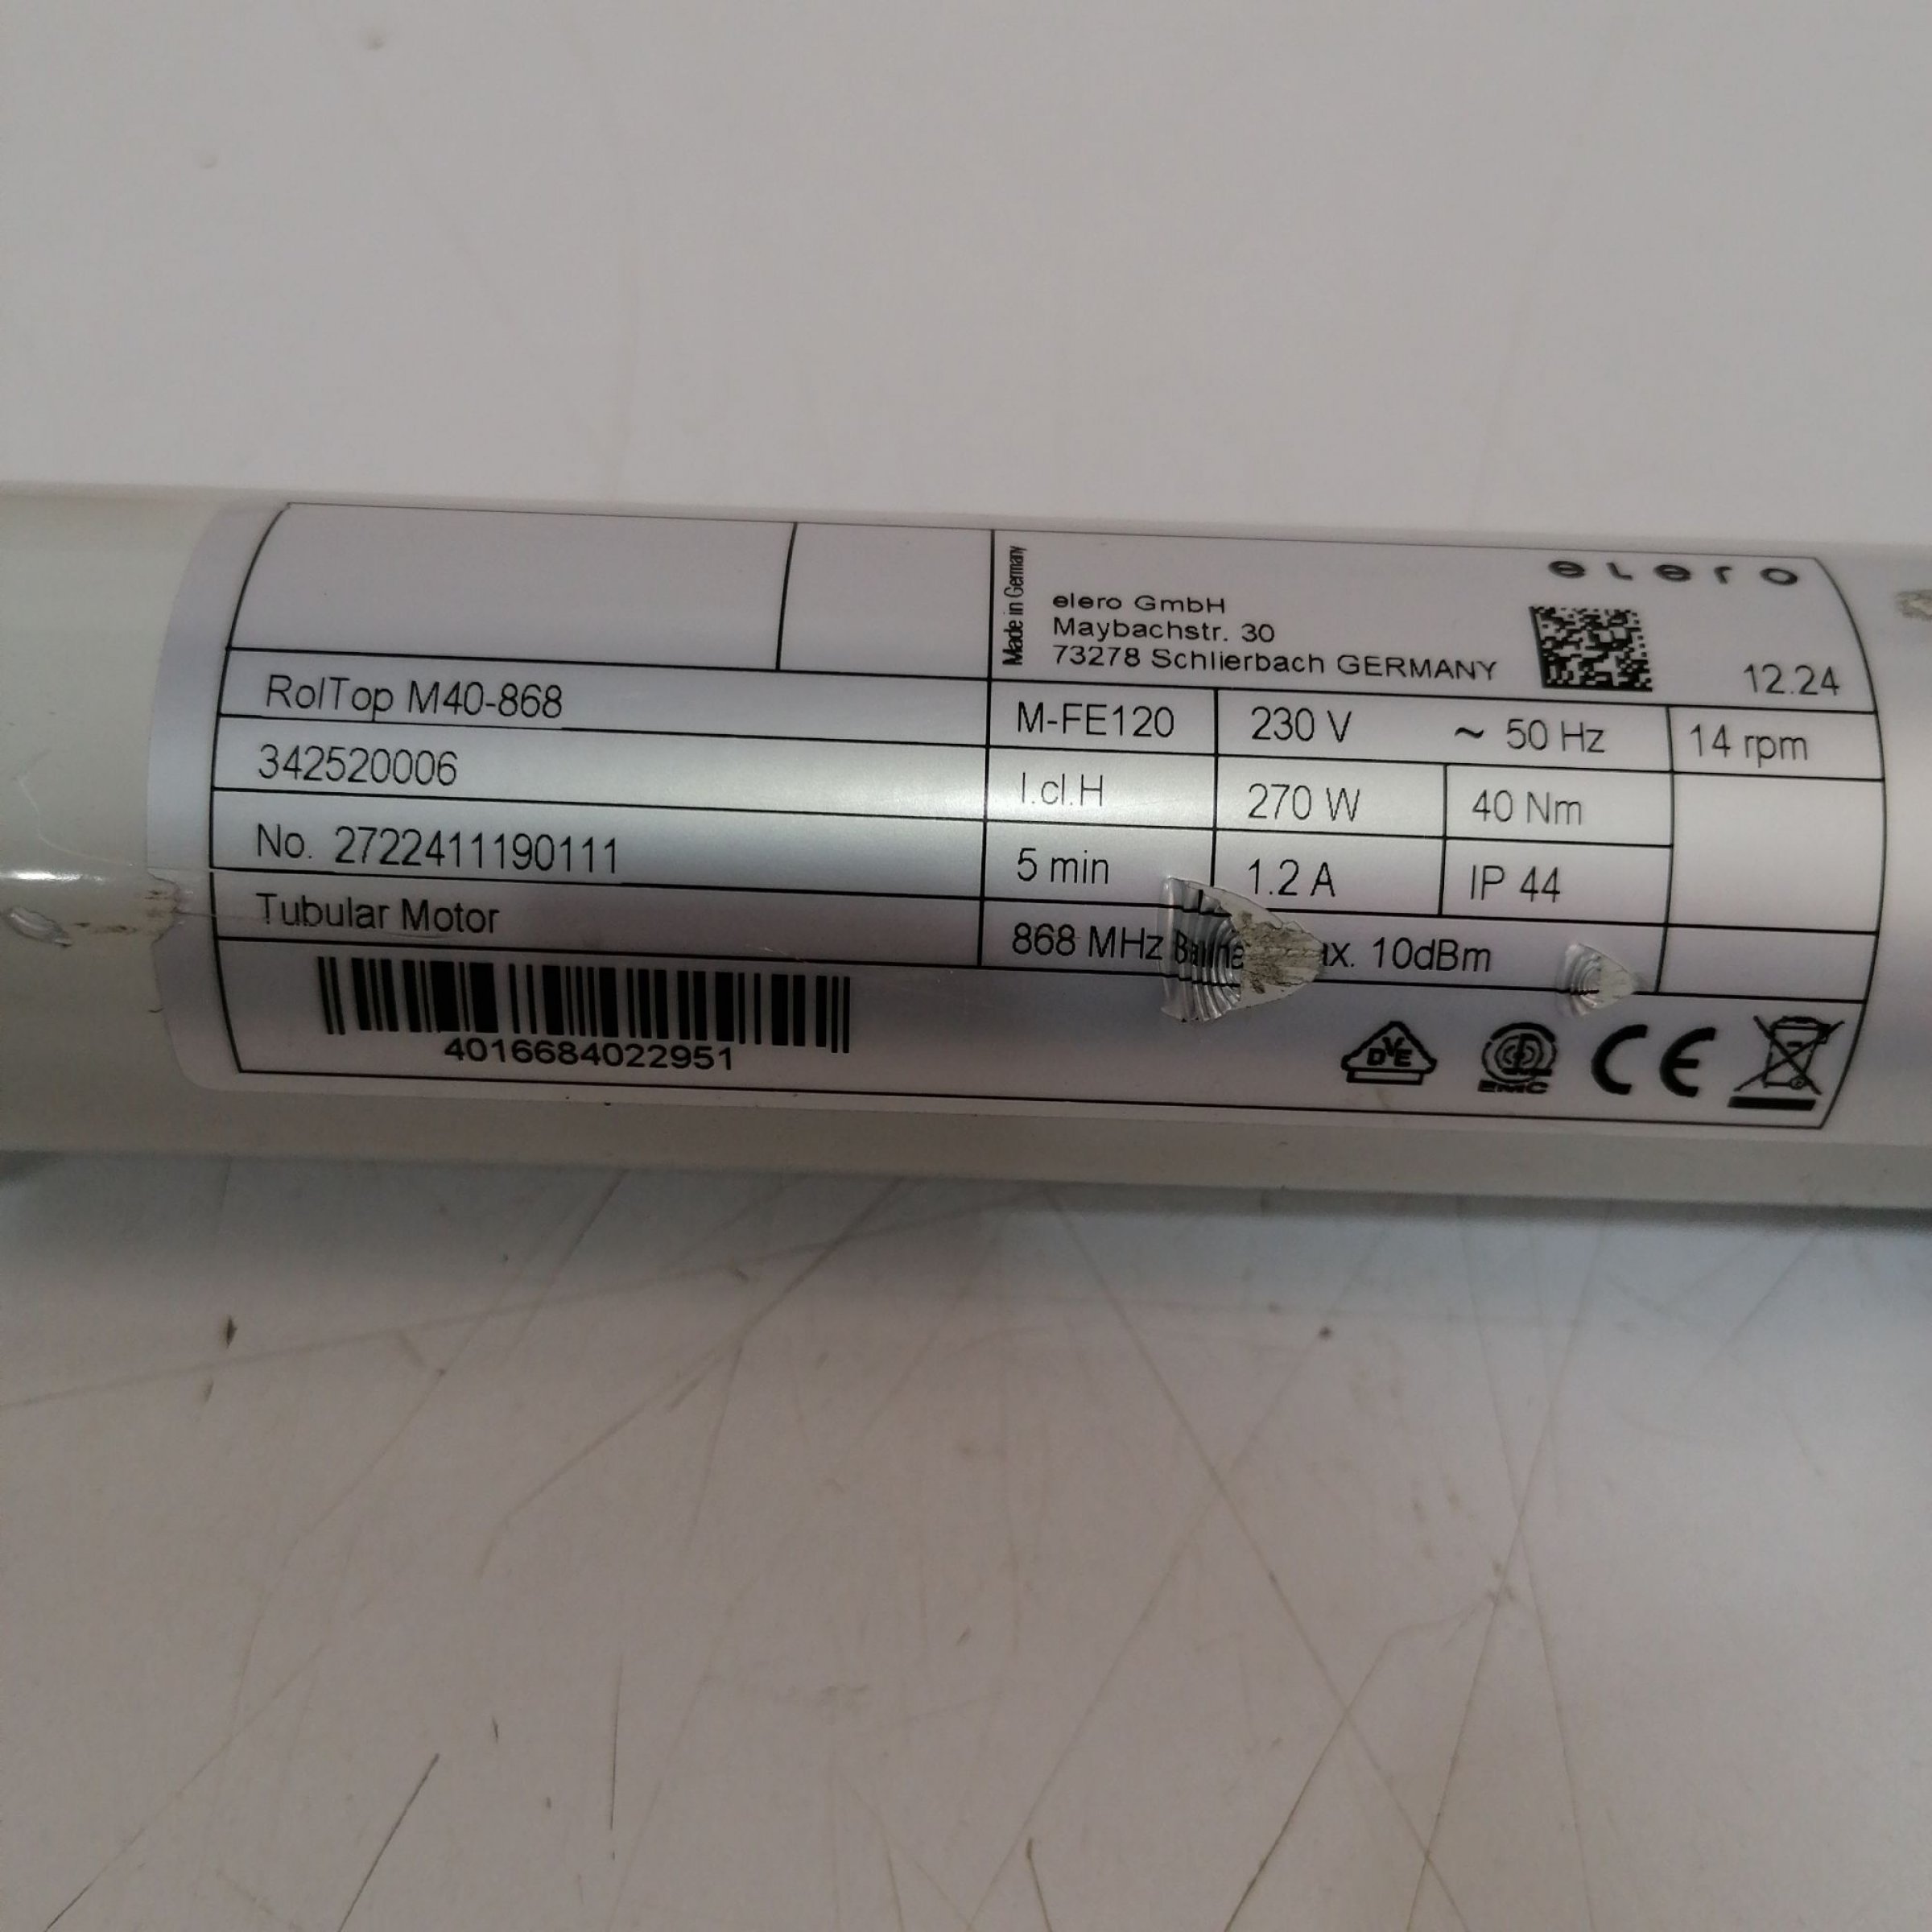 elero
Made in Germany
elero GmbH
Maybachstr. 30
73278 Schlierbach GERMANY
12.24
RolTop M40-868
M-FE120
230 V ~ 50 Hz
14 rpm
342520006
I.cl.H
270 W
40 Nm
No. 2722411190111
5 min
1.2 A
IP 44
Tubular Motor
868 MHz
10dBm
4016684022951
DVE
EMC
CE